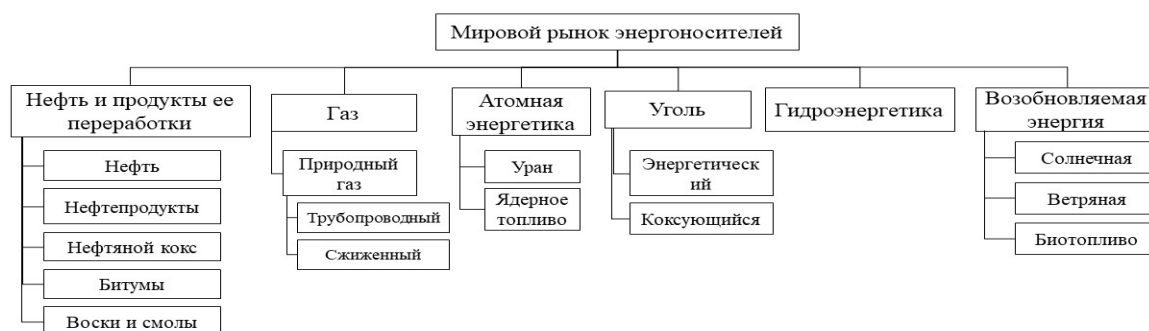 Мировой рынок энергоносителей
Нефть и продукты ее
переработки
Нефть
Нефтепродукты
Нефтяной кокс
Битумы
Воски и смолы
Газ
Природный
газ
Трубопроводный
Сжиженный
Атомная
энергетика
Уран
Ядерное
топливо
Уголь
Энергетическ
ий
Коксующийся
Гидроэнергетика
Возобновляемая
энергия
Солнечная
Ветряная
Биотопливо